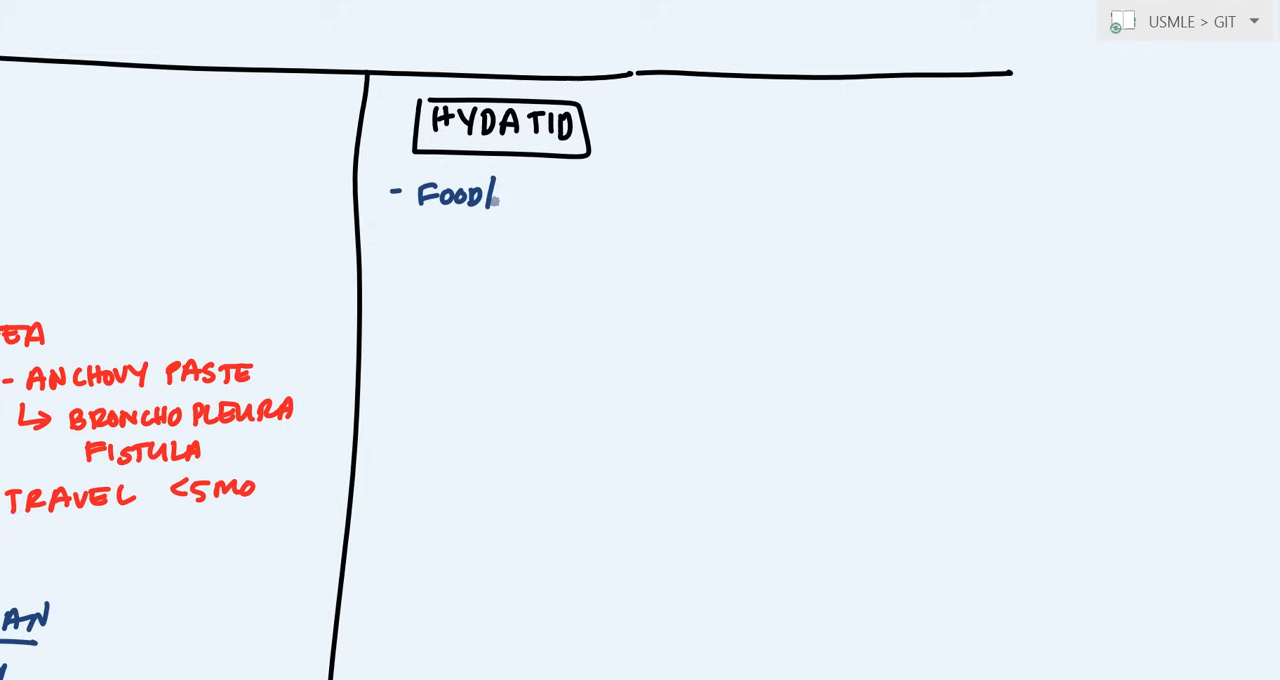 USMLE > GIT
HYDATID
- FOOD/
EA
- ANCHOVY PASTE
↳ BRONCHO PLEURA
FISTULA
TRAVEL <5MO
AN